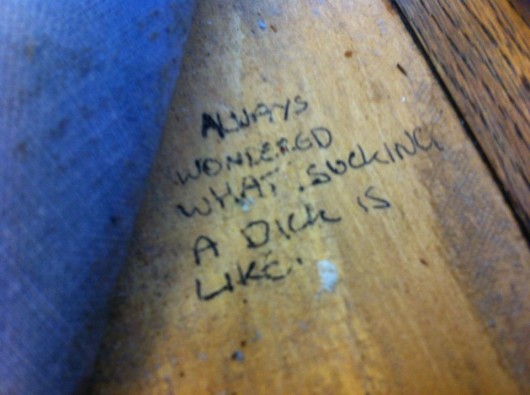 ALWAYS
WONDERED
WHAT SUCKING
A DICK IS
LIKE.